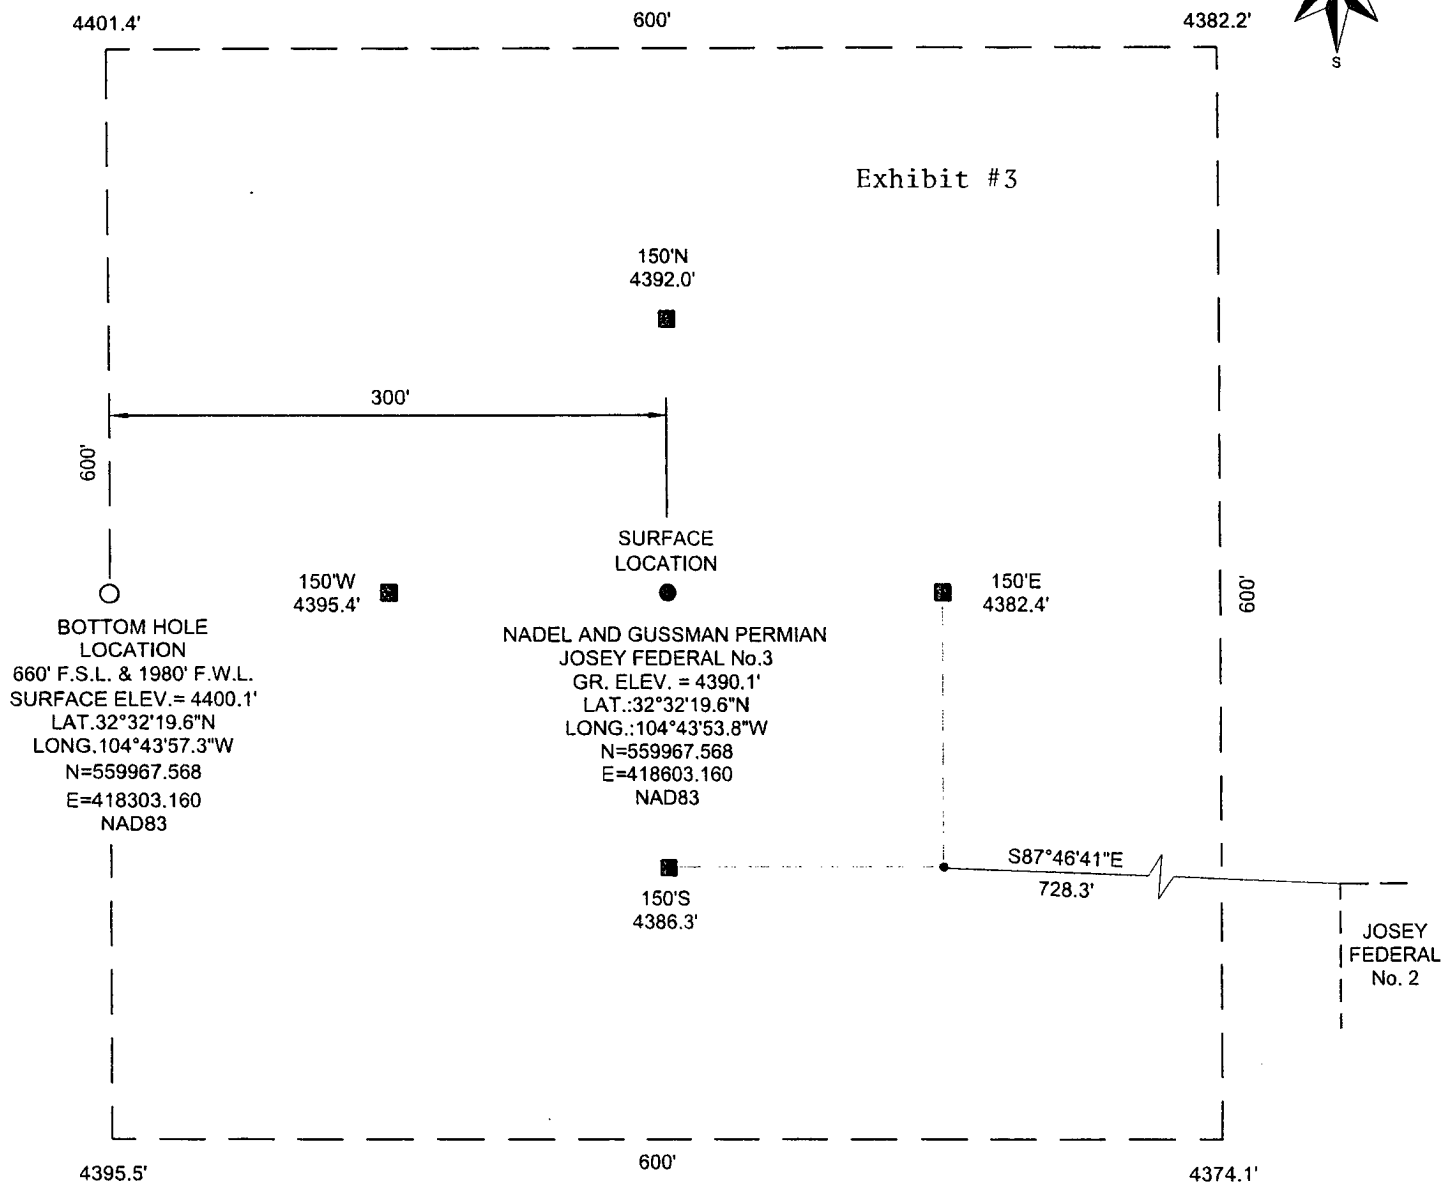 4401.4'
600'
4382.2'
S
Exhibit #3
150'N
4392.0'
300'
600'
SURFACE
LOCATION
150'W
4395.4'
150'E
4382.4'
600'
BOTTOM HOLE
LOCATION
660' F.S.L. & 1980' F.W.L.
SURFACE ELEV.= 4400.1'
LAT.32°32'19.6"N
LONG.104°43'57.3"W
N=559967.568
E=418303.160
NAD83
NADEL AND GUSSMAN PERMIAN
JOSEY FEDERAL No.3
GR. ELEV. = 4390.1'
LAT.:32°32'19.6"N
LONG.:104°43'53.8"W
N=559967.568
E=418603.160
NAD83
S87°46'41"E
728.3'
150'S
4386.3'
JOSEY
FEDERAL
No. 2
4395.5'
600'
4374.1'